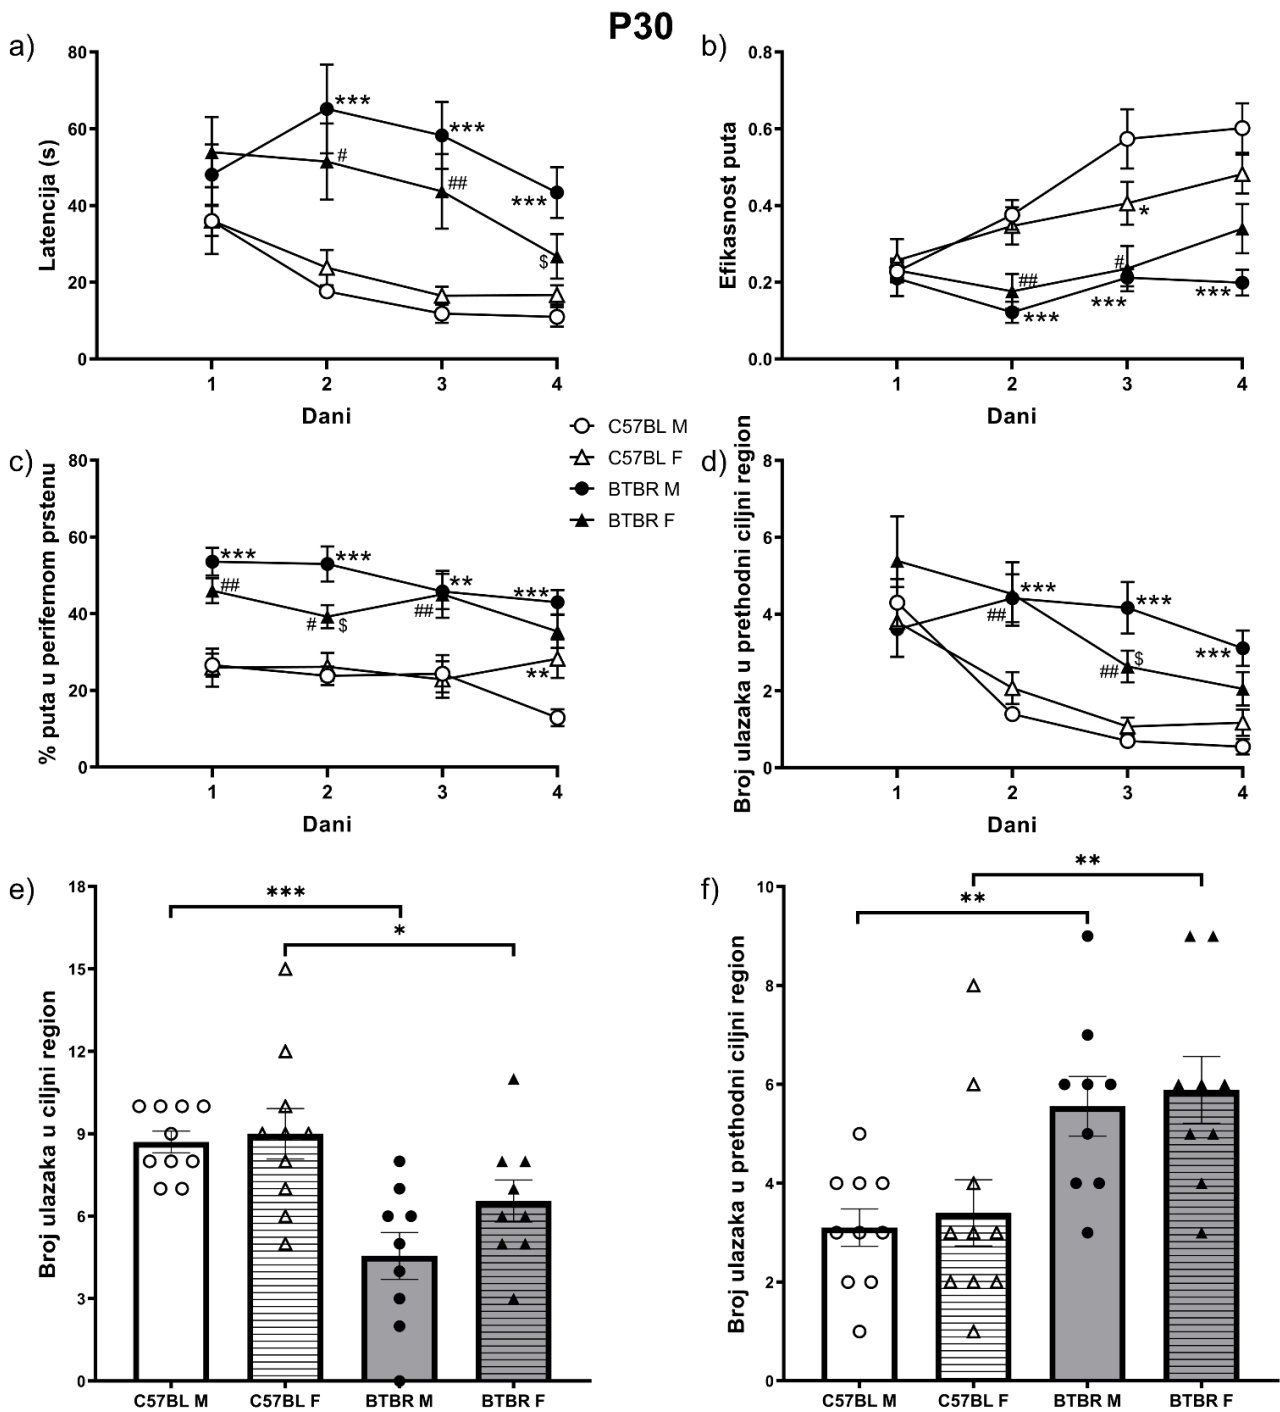 P30
a)
Latencija (s)
80
60
40
20
0
***
***
***
#
##
$
1 2 3 4
Dani
b)
Efikasnost puta
0.8
0.6
0.4
0.2
0.0
*
##
#
***
***
***
1 2 3 4
Dani
C57BL M
C57BL F
BTBR M
BTBR F
c)
% puta u perifernom prstenu
80
60
40
20
0
***
***
**
***
##
# $
##
**
1 2 3 4
Dani
d)
Broj ulazaka u prethodni ciljni region
8
6
4
2
0
***
***
***
##
##
$
1 2 3 4
Dani
e)
Broj ulazaka u ciljni region
18
15
12
9
6
3
0
***
*
C57BL M C57BL F BTBR M BTBR F
f)
Broj ulazaka u prethodni ciljni region
10
8
6
4
2
0
**
**
C57BL M C57BL F BTBR M BTBR F